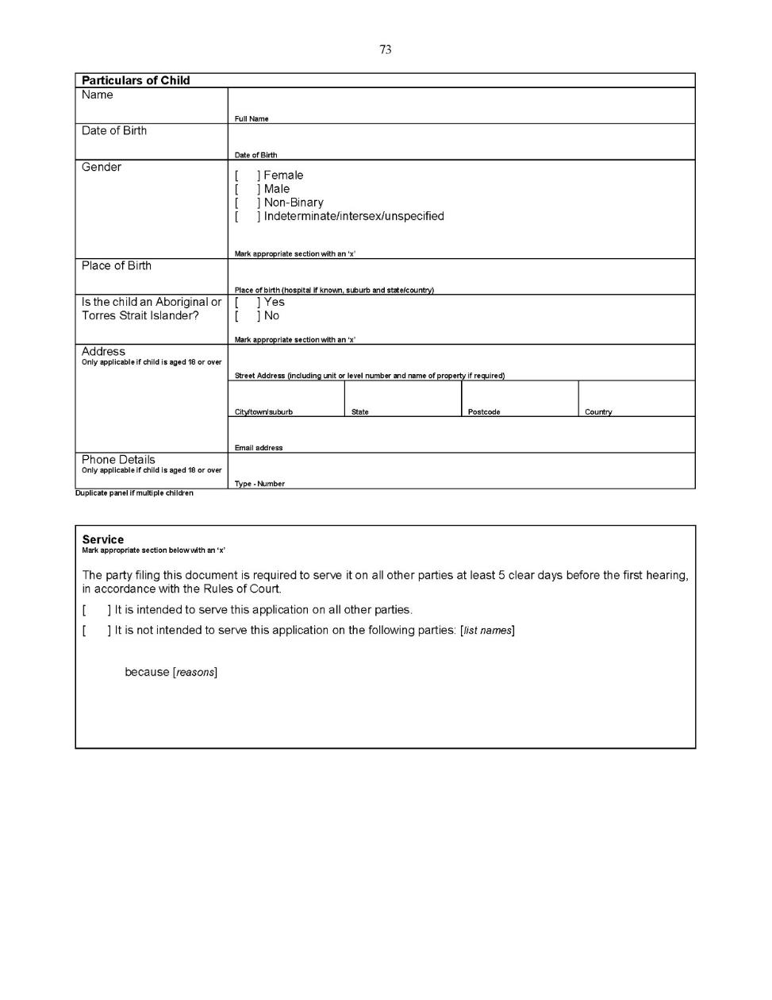 73
Particulars of Child
Name
Full Name
Date of Birth
Date of Birth
Gender
[ ] Female
[ ] Male
[ ] Non-Binary
[ ] Indeterminate/intersex/unspecified
Mark appropriate section with an ‘x’
Place of Birth
Place of birth (hospital if known, suburb and state/country)
Is the child an Aboriginal or
Torres Strait Islander?
[ ] Yes
[ ] No
Mark appropriate section with an ‘x’
Address
Only applicable if child is aged 18 or over
Street Address (including unit or level number and name of property if required)
City/town/suburb State Postcode Country
Email address
Phone Details
Only applicable if child is aged 18 or over
Type - Number
Duplicate panel if multiple children
Service
Mark appropriate section below with an ‘x’
The party filing this document is required to serve it on all other parties at least 5 clear days before the first hearing,
in accordance with the Rules of Court.
[ ] It is intended to serve this application on all other parties.
[ ] It is not intended to serve this application on the following parties: [list names]
because [reasons]